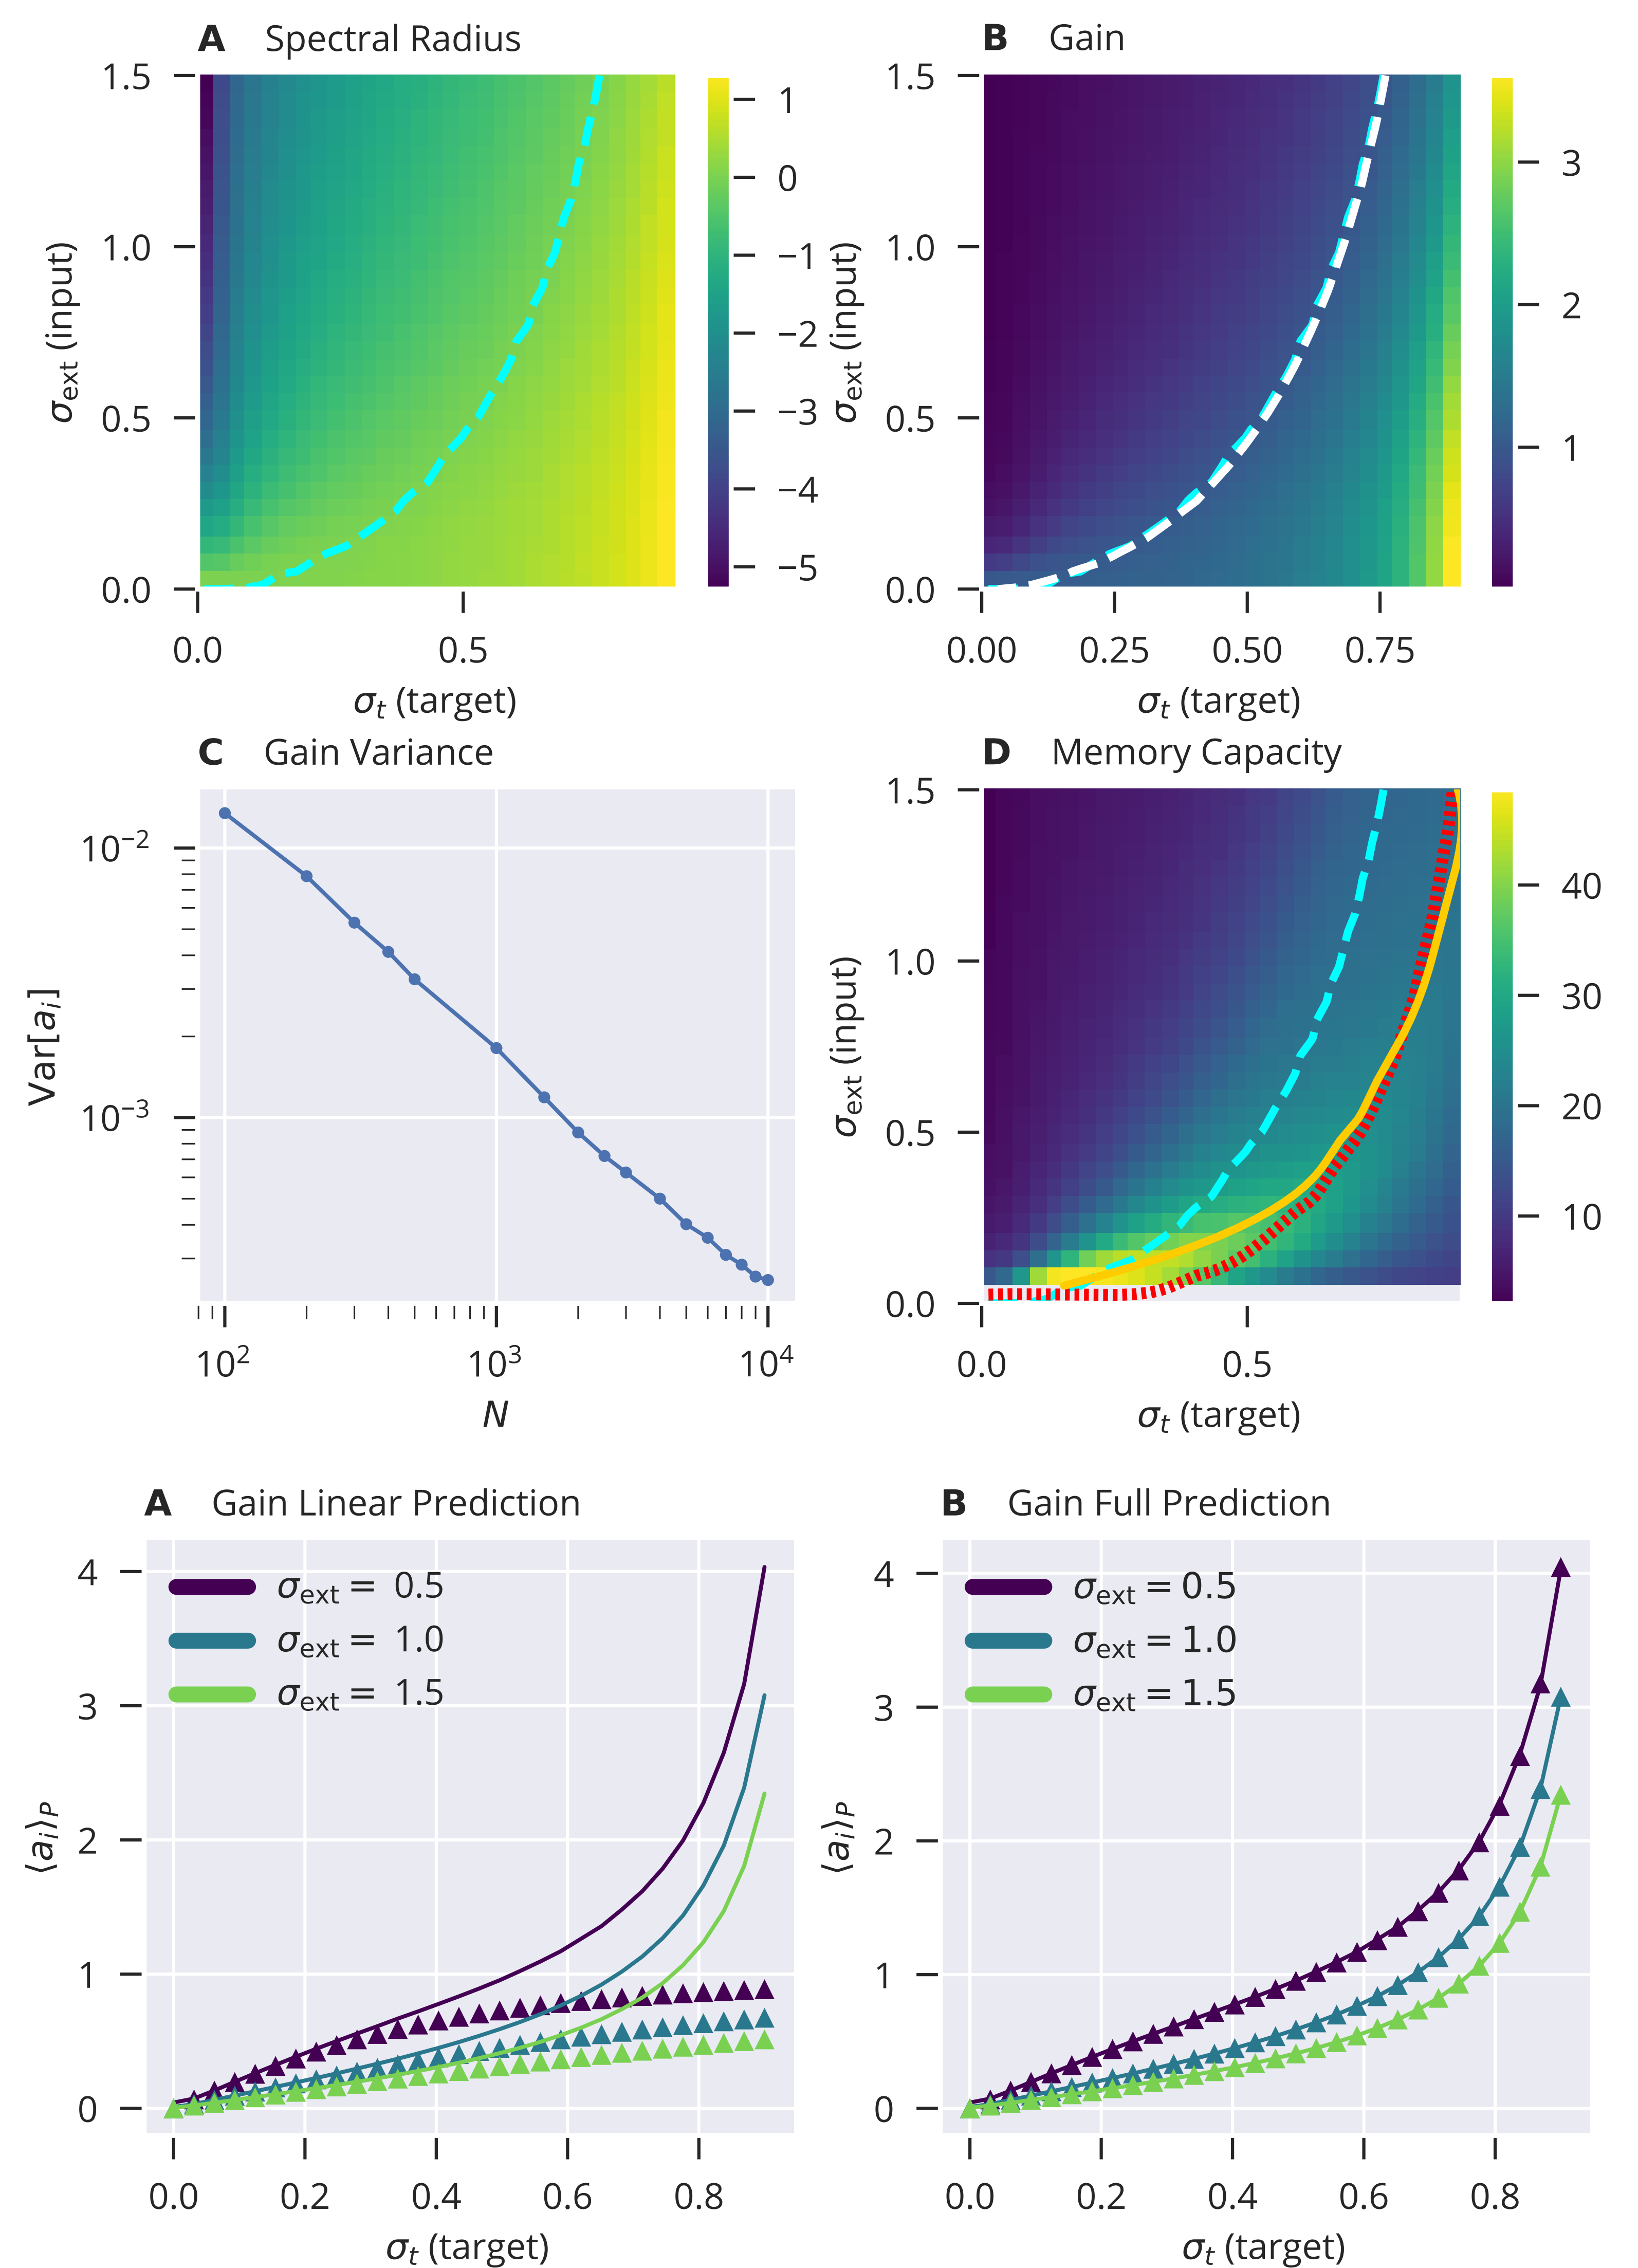 A Spectral Radius
1.5
1.0
0.5
0.0
σext (input)
0.0 0.5
σt (target)
1
0
−1
−2
−3
−4
−5
B Gain
1.5
1.0
0.5
0.0
σext (input)
0.00 0.25 0.50 0.75
σt (target)
3
2
1
C Gain Variance
10−2
10−3
Var[ai]
10² 10³ 10⁴
N
D Memory Capacity
1.5
1.0
0.5
0.0
σext (input)
0.0 0.5
σt (target)
40
30
20
10
A Gain Linear Prediction
σext = 0.5
σext = 1.0
σext = 1.5
4
3
2
1
0
⟨ai⟩P
0.0 0.2 0.4 0.6 0.8
σt (target)
B Gain Full Prediction
σext = 0.5
σext = 1.0
σext = 1.5
4
3
2
1
0
⟨ai⟩P
0.0 0.2 0.4 0.6 0.8
σt (target)